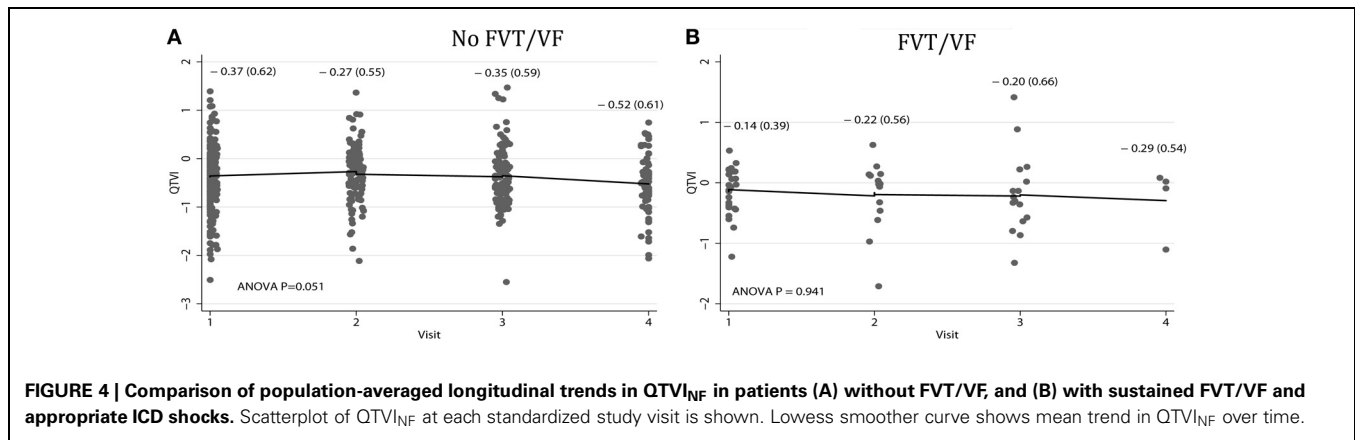 A
No FVT/VF
B
FVT/VF
− 0.37 (0.62)
− 0.27 (0.55)
− 0.35 (0.59)
− 0.52 (0.61)
2
1
0
−1
−2
−3
QTVI
ANOVA P=0.051
1
2
3
4
Visit
− 0.14 (0.39)
− 0.22 (0.56)
− 0.20 (0.66)
− 0.29 (0.54)
2
1
0
−1
−2
QTVI
ANOVA P = 0.941
1
2
3
4
Visit
FIGURE 4 | Comparison of population-averaged longitudinal trends in QTVI_NF in patients (A) without FVT/VF, and (B) with sustained FVT/VF and
appropriate ICD shocks. Scatterplot of QTVI_NF at each standardized study visit is shown. Lowess smoother curve shows mean trend in QTVI_NF over time.